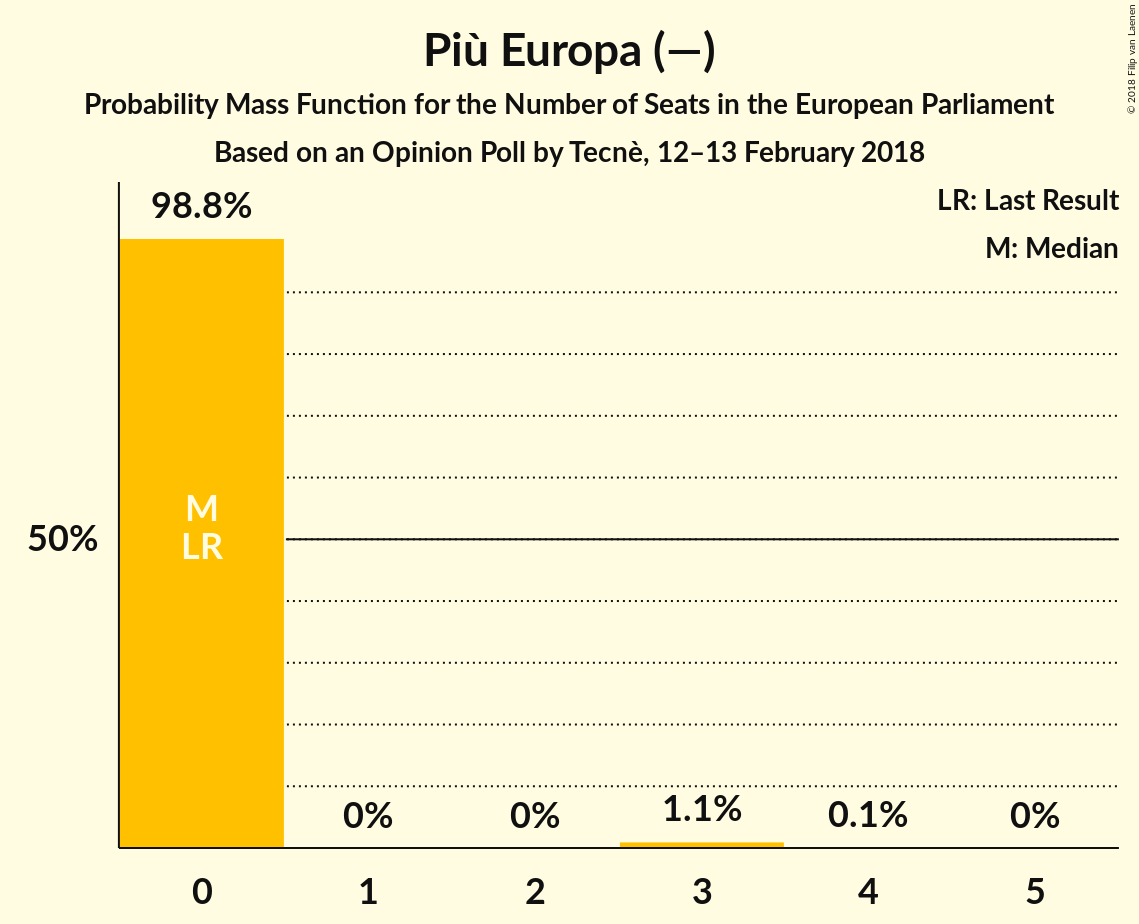 Più Europa (—)
Probability Mass Function for the Number of Seats in the European Parliament
Based on an Opinion Poll by Tecnè, 12–13 February 2018
© 2018 Filip van Laenen
LR: Last Result
M: Median
98.8%
M
LR
50%
0%
0%
1.1%
0.1%
0%
0
1
2
3
4
5